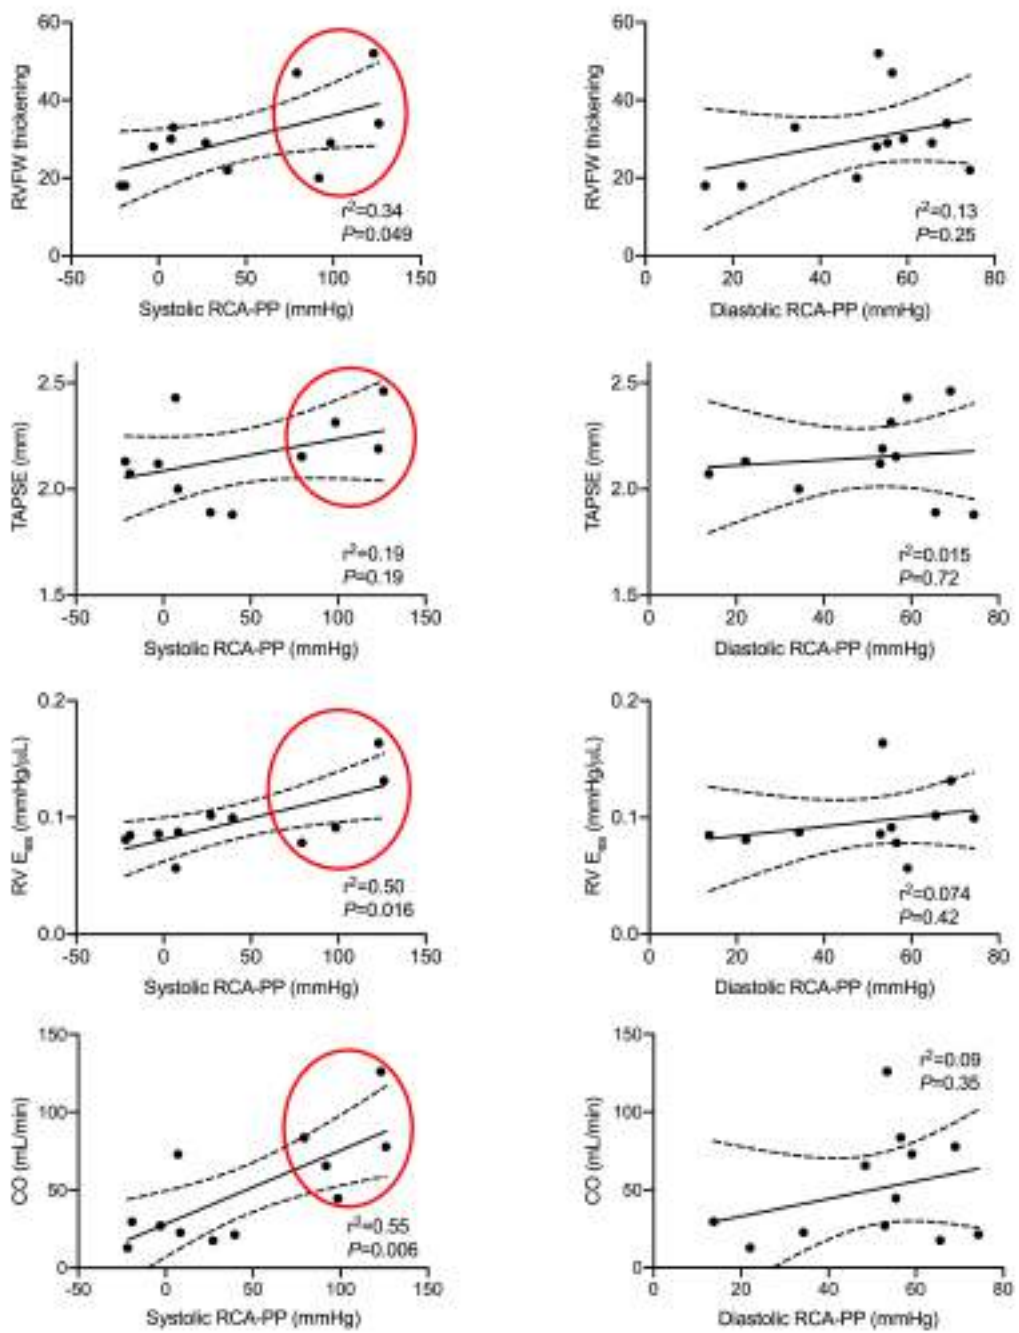 60
40
20
0
RVFW thickening
r²=0.34
P=0.049
-50 0 50 100 150
Systolic RCA-PP (mmHg)
60
40
20
0
RVFW thickening
r²=0.13
P=0.25
0 20 40 60 80
Diastolic RCA-PP (mmHg)
2.5
2.0
1.5
TAPSE (mm)
r²=0.19
P=0.19
-50 0 50 100 150
Systolic RCA-PP (mmHg)
2.5
2.0
1.5
TAPSE (mm)
r²=0.015
P=0.72
0 20 40 60 80
Diastolic RCA-PP (mmHg)
0.2
0.1
0.0
RV Ees (mmHg/μL)
r²=0.50
P=0.016
-50 0 50 100 150
Systolic RCA-PP (mmHg)
0.2
0.1
0.0
RV Ees (mmHg/μL)
r²=0.074
P=0.42
0 20 40 60 80
Diastolic RCA-PP (mmHg)
150
100
50
0
CO (mL/min)
r²=0.55
P=0.006
-50 0 50 100 150
Systolic RCA-PP (mmHg)
150
100
50
0
CO (mL/min)
r²=0.09
P=0.35
0 20 40 60 80
Diastolic RCA-PP (mmHg)